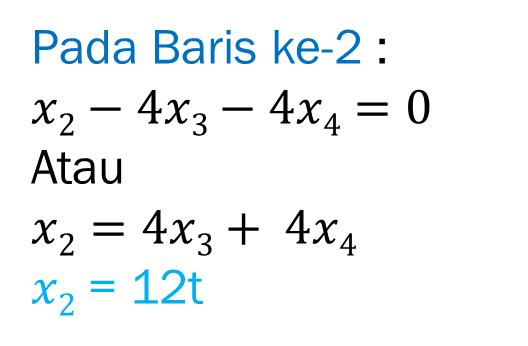 Pada Baris ke-2 :
x₂ − 4x₃ − 4x₄ = 0
Atau
x₂ = 4x₃ + 4x₄
x₂ = 12t